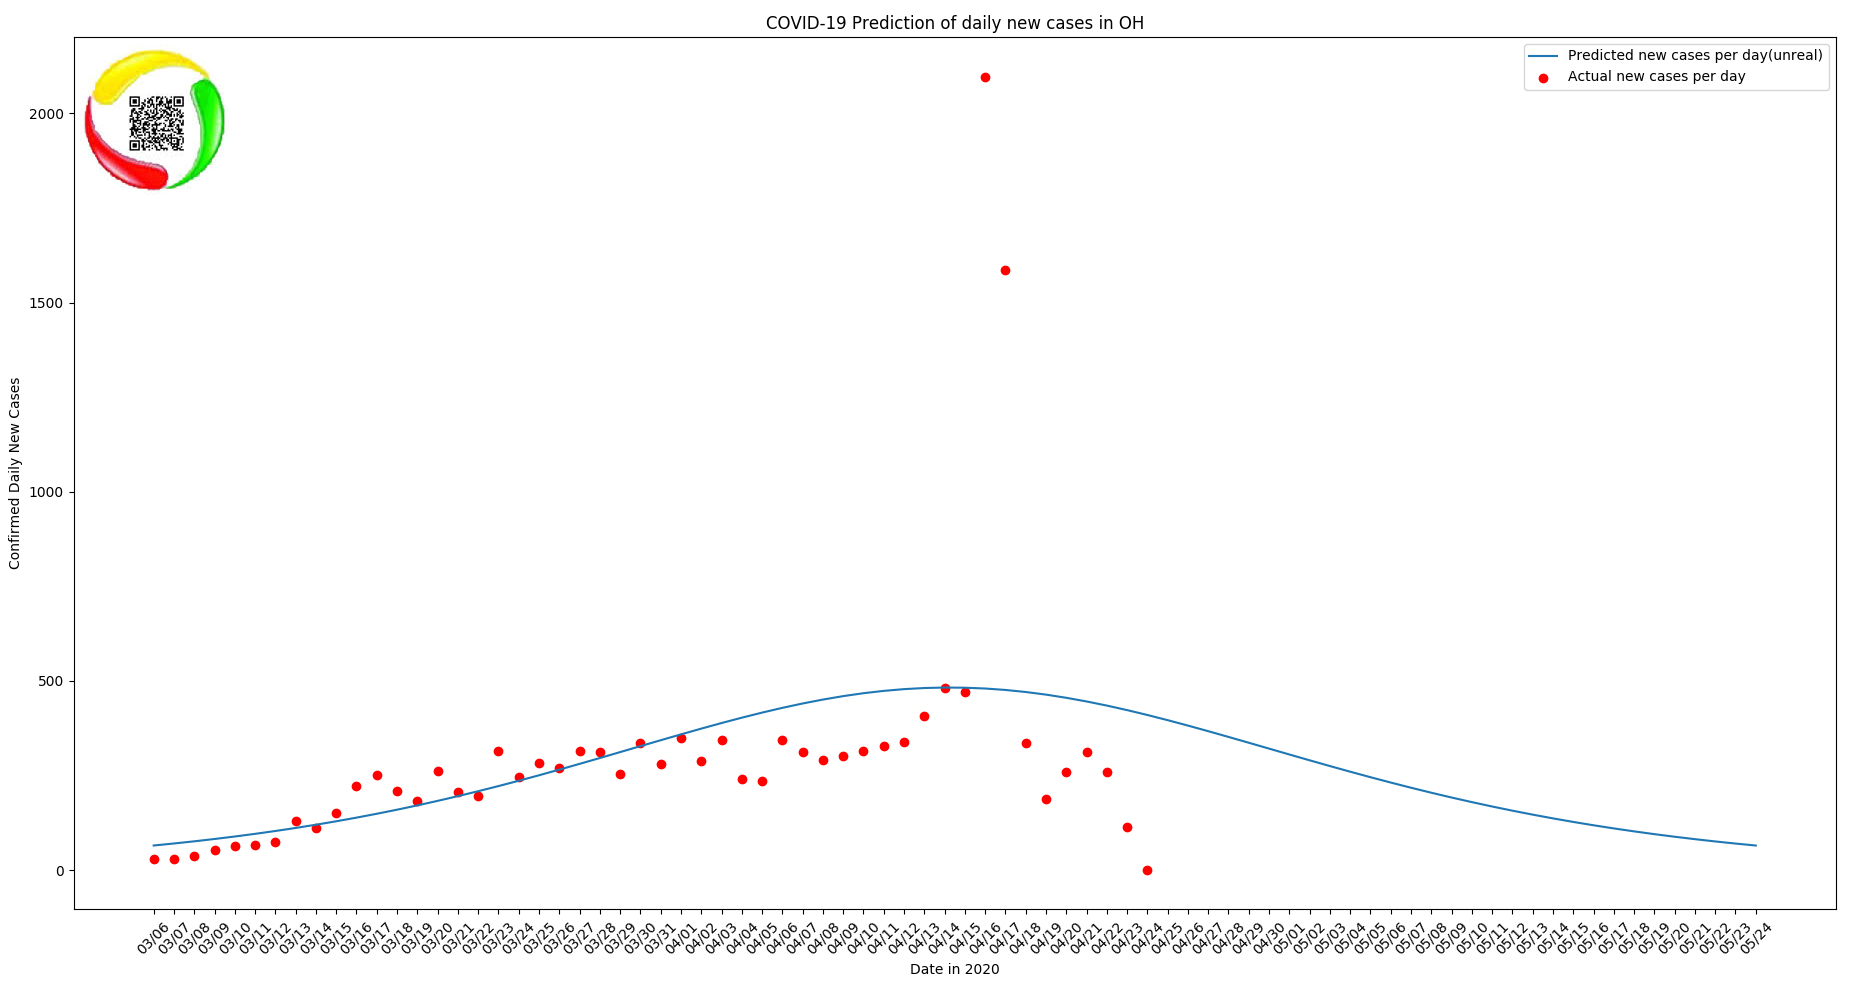 COVID-19 Prediction of daily new cases in OH
Predicted new cases per day(unreal)
Actual new cases per day
Confirmed Daily New Cases
2000
1500
1000
500
0
03/06 03/07 03/08 03/09 03/10 03/11 03/12 03/13 03/14 03/15 03/16 03/17 03/18 03/19 03/20 03/21 03/22 03/23 03/24 03/25 03/26 03/27 03/28 03/29 03/30 03/31 04/01 04/02 04/03 04/04 04/05 04/06 04/07 04/08 04/09 04/10 04/11 04/12 04/13 04/14 04/15 04/16 04/17 04/18 04/19 04/20 04/21 04/22 04/23 04/24 04/25 04/26 04/27 04/28 04/29 04/30 05/01 05/02 05/03 05/04 05/05 05/06 05/07 05/08 05/09 05/10 05/11 05/12 05/13 05/14 05/15 05/16 05/17 05/18 05/19 05/20 05/21 05/22 05/23 05/24
Date in 2020